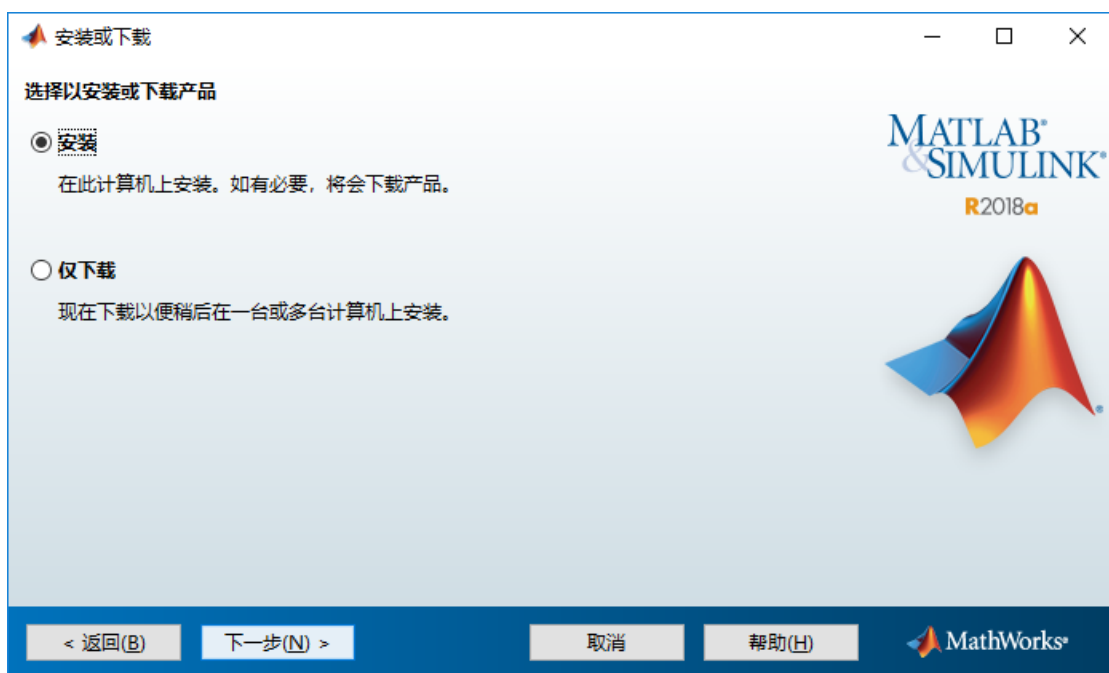 安装或下载
选择以安装或下载产品
安装
在此计算机上安装。如有必要，将会下载产品。
仅下载
现在下载以便稍后在一台或多台计算机上安装。
MATLAB®
&SIMULINK®
R2018a
®
< 返回(B)
下一步(N) >
取消
帮助(H)
MathWorks®